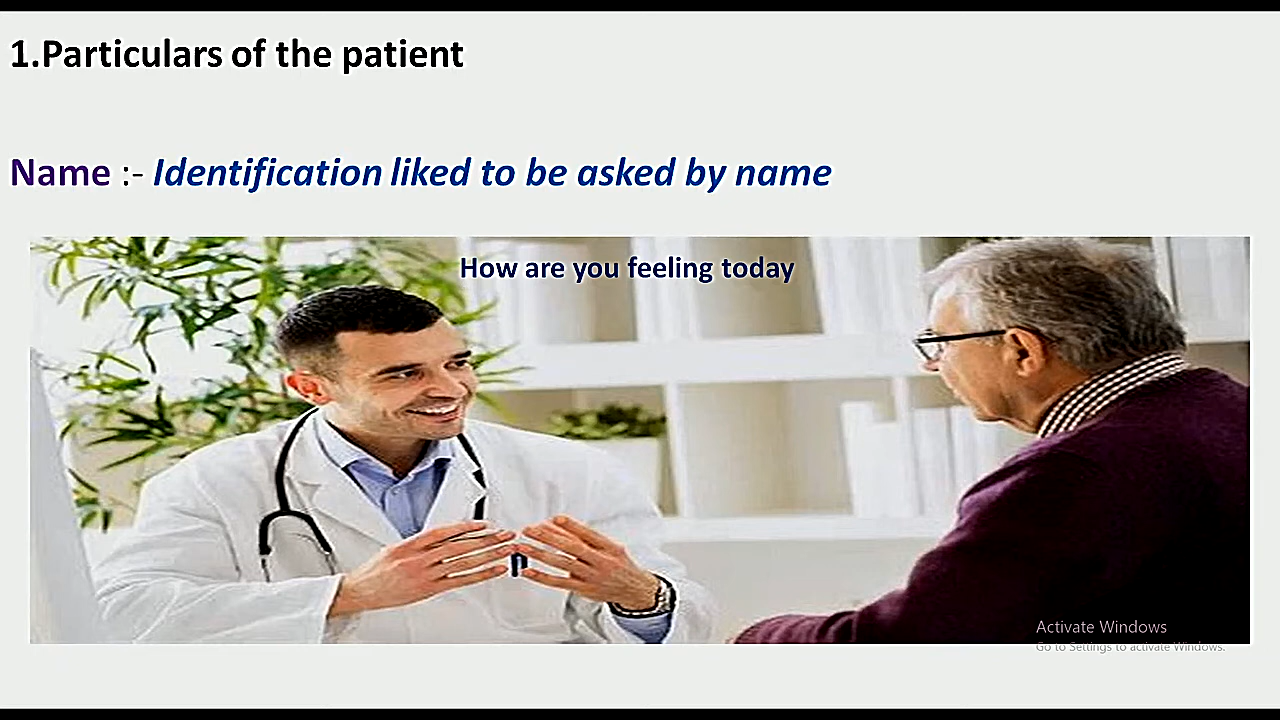 1.Particulars of the patient
Name :- Identification liked to be asked by name
How are you feeling today
n
Activate Windows
Go to Settings to activate Windows.